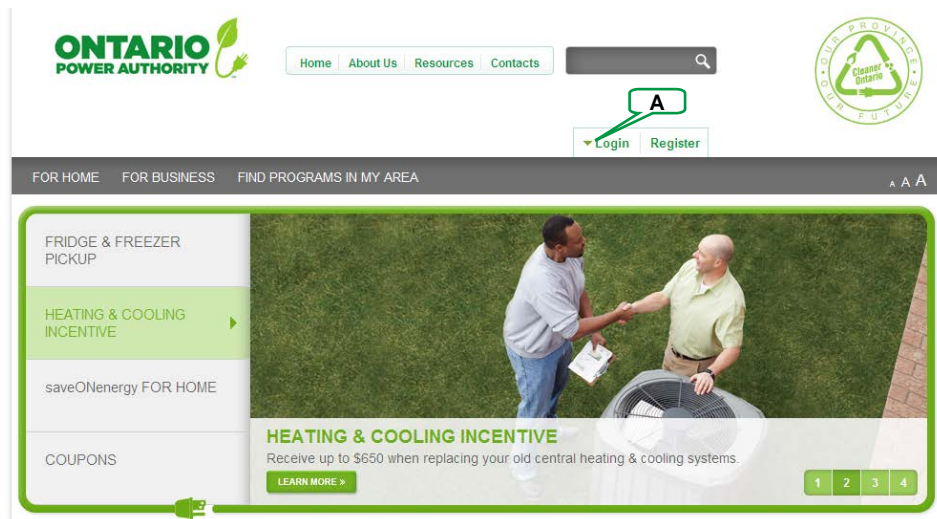 ONTARIO
POWER AUTHORITY
Home About Us Resources Contacts
OUR PROVINCE OUR FUTURE
Cleaner
Ontario
A
Login Register
FOR HOME FOR BUSINESS FIND PROGRAMS IN MY AREA
A A A
FRIDGE & FREEZER
PICKUP
HEATING & COOLING
INCENTIVE
saveONenergy FOR HOME
COUPONS
HEATING & COOLING INCENTIVE
Receive up to $650 when replacing your old central heating & cooling systems.
LEARN MORE »
1 2 3 4